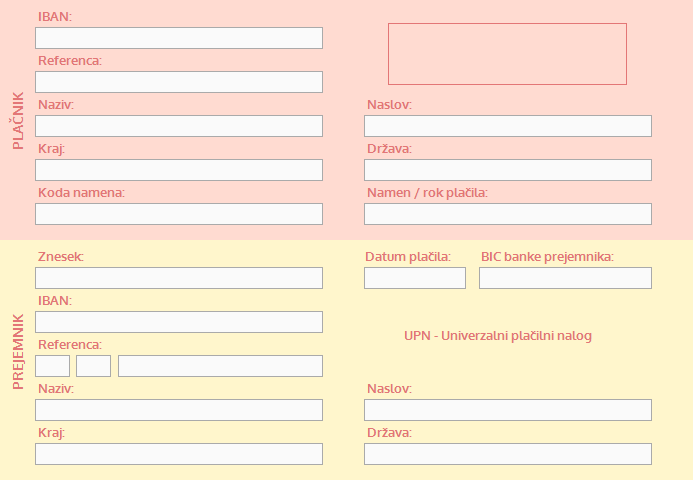 PLAČNIK
IBAN:
Referenca:
Naziv:
Naslov:
Kraj:
Država:
Koda namena:
Namen / rok plačila:
PREJEMNIK
Znesek:
Datum plačila:
BIC banke prejemnika:
IBAN:
UPN - Univerzalni plačilni nalog
Referenca:
Naziv:
Naslov:
Kraj:
Država: